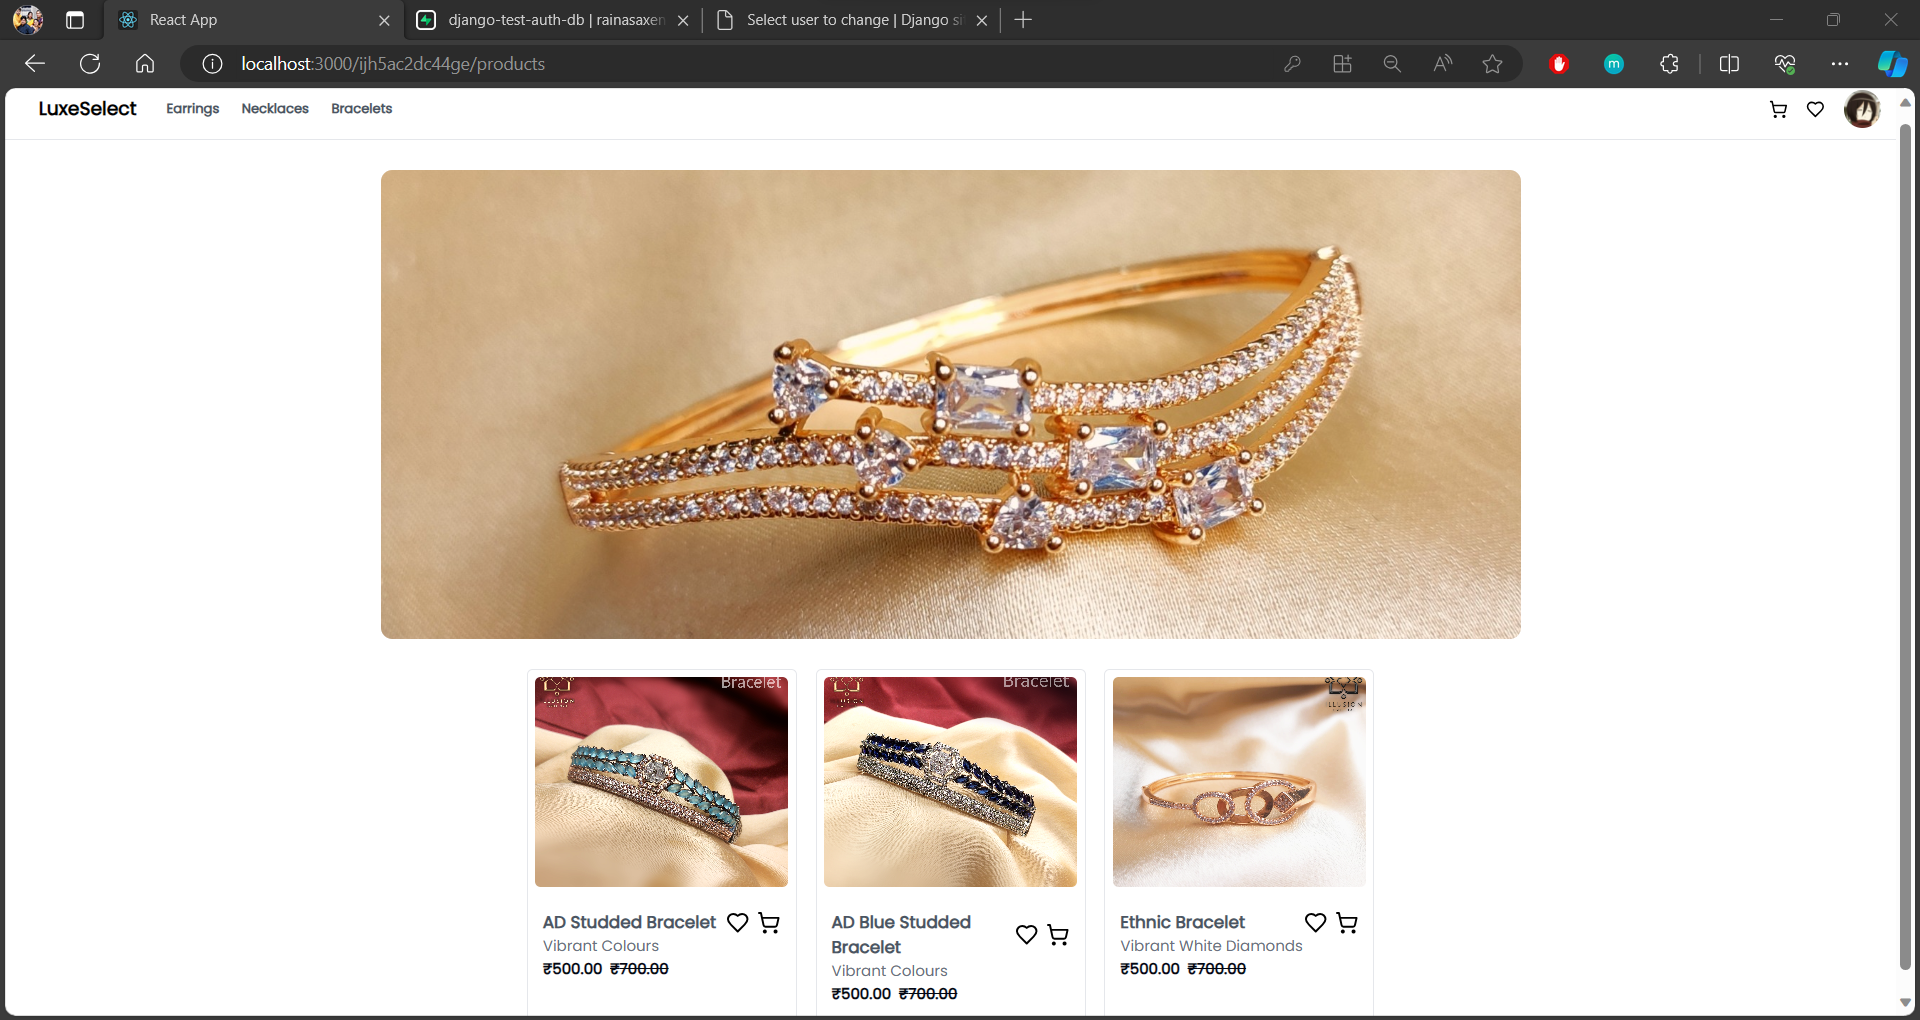 React App
django-test-auth-db | rainasaxen
Select user to change | Django si
localhost:3000/ijh5ac2dc44ge/products
m
LuxeSelect
Earrings
Necklaces
Bracelets
Bracelet
Bracelet
ILLUSION
AD Studded Bracelet
Vibrant Colours
₹500.00 ₹700.00
AD Blue Studded
Bracelet
Vibrant Colours
₹500.00 ₹700.00
Ethnic Bracelet
Vibrant White Diamonds
₹500.00 ₹700.00